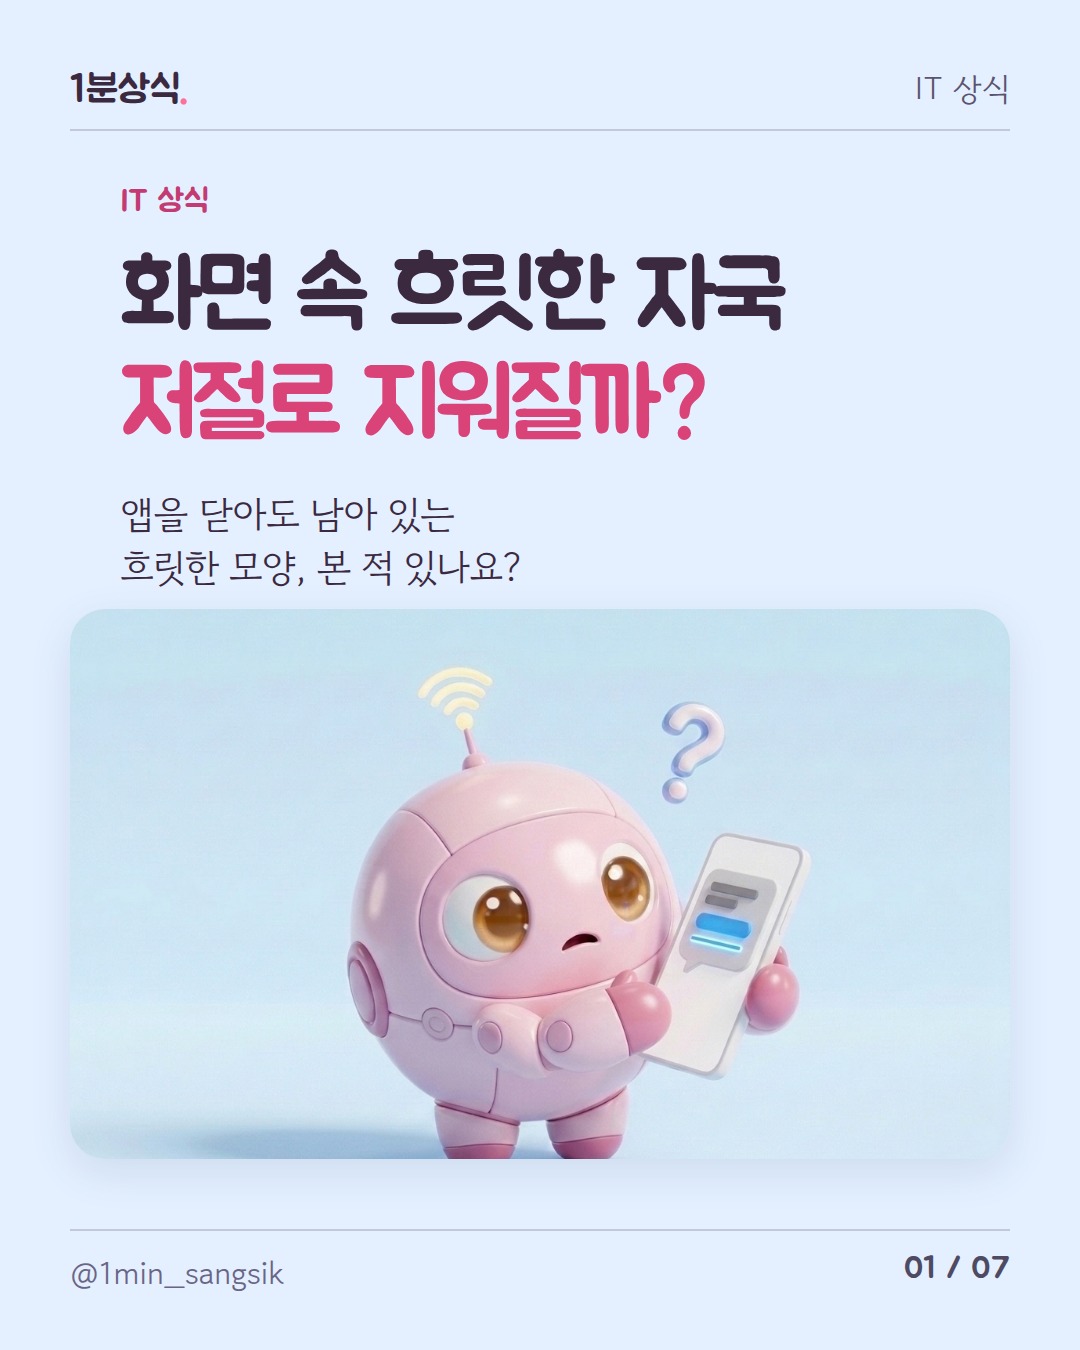 1분상식.
IT 상식
IT 상식
화면 속 흐릿한 자국
저절로 지워질까?
앱을 닫아도 남아 있는
흐릿한 모양, 본 적 있나요?
?
@1min_sangsik
01 / 07